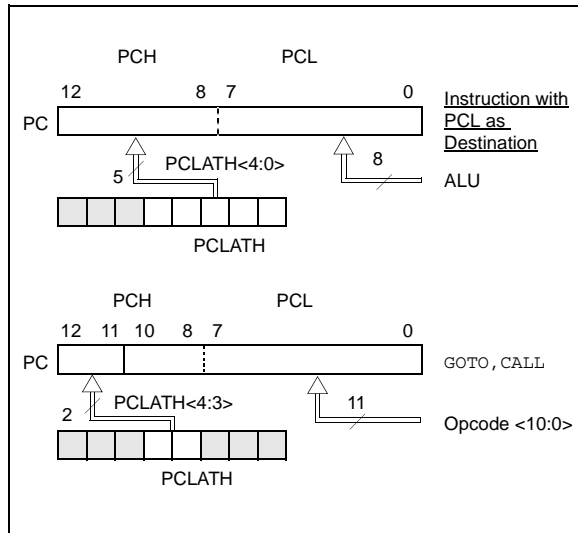 PCH PCL
12 8 7 0
PC
Instruction with
PCL as
Destination
5 PCLATH<4:0> 8
ALU
PCLATH
PCH PCL
12 11 10 8 7 0
PC GOTO,CALL
2 PCLATH<4:3> 11
Opcode <10:0>
PCLATH